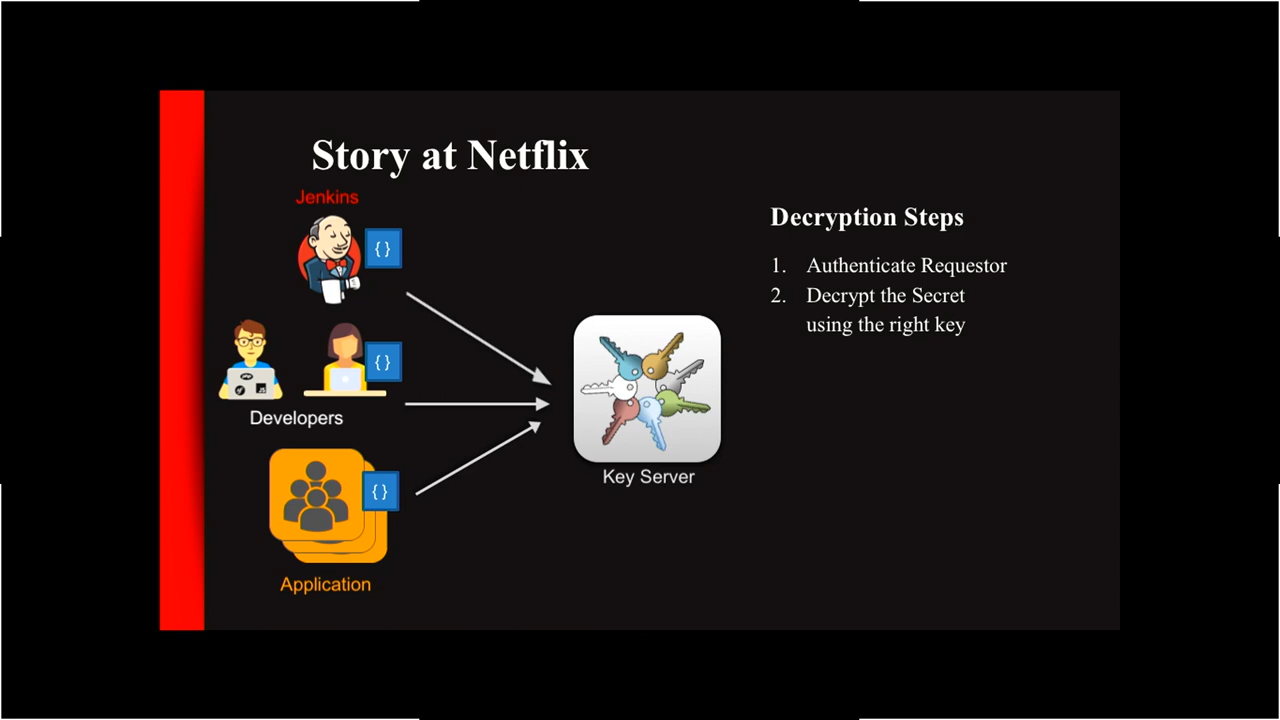 Story at Netflix
Jenkins
{ }
{ }
Developers
{ }
Application
Key Server
Decryption Steps
1. Authenticate Requestor
2. Decrypt the Secret
using the right key